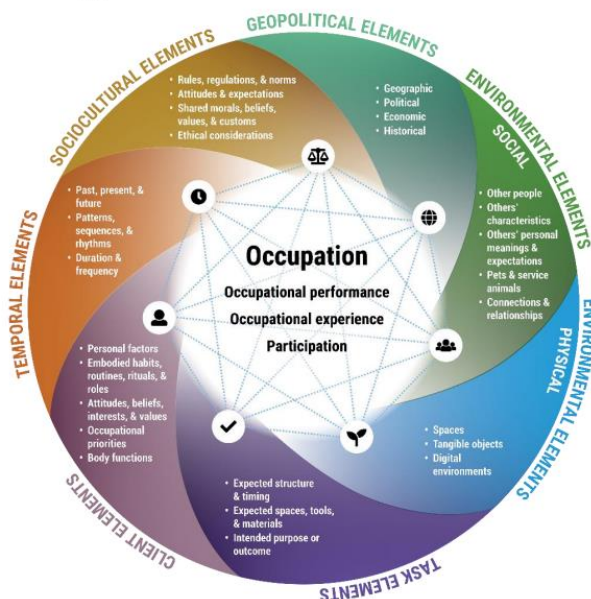 GEOPOLITICAL ELEMENTS
• Geographic
• Political
• Economic
• Historical
ENVIRONMENTAL ELEMENTS
SOCIAL
• Other people
• Others'
characteristics
• Others' personal
meanings &
expectations
• Pets & service
animals
• Connections &
relationships
ENVIRONMENTAL ELEMENTS
PHYSICAL
• Spaces
• Tangible objects
• Digital
environments
TASK ELEMENTS
• Expected structure
& timing
• Expected spaces, tools,
& materials
• Intended purpose or
outcome
CLIENT ELEMENTS
• Personal factors
• Embodied habits,
routines, rituals, &
roles
• Attitudes, beliefs,
interests, & values
• Occupational
priorities
• Body functions
TEMPORAL ELEMENTS
• Past, present, &
future
• Patterns,
sequences, &
rhythms
• Duration &
frequency
SOCIOCULTURAL ELEMENTS
• Rules, regulations, & norms
• Attitudes & expectations
• Shared morals, beliefs,
values, & customs
• Ethical considerations
Occupation
Occupational performance
Occupational experience
Participation